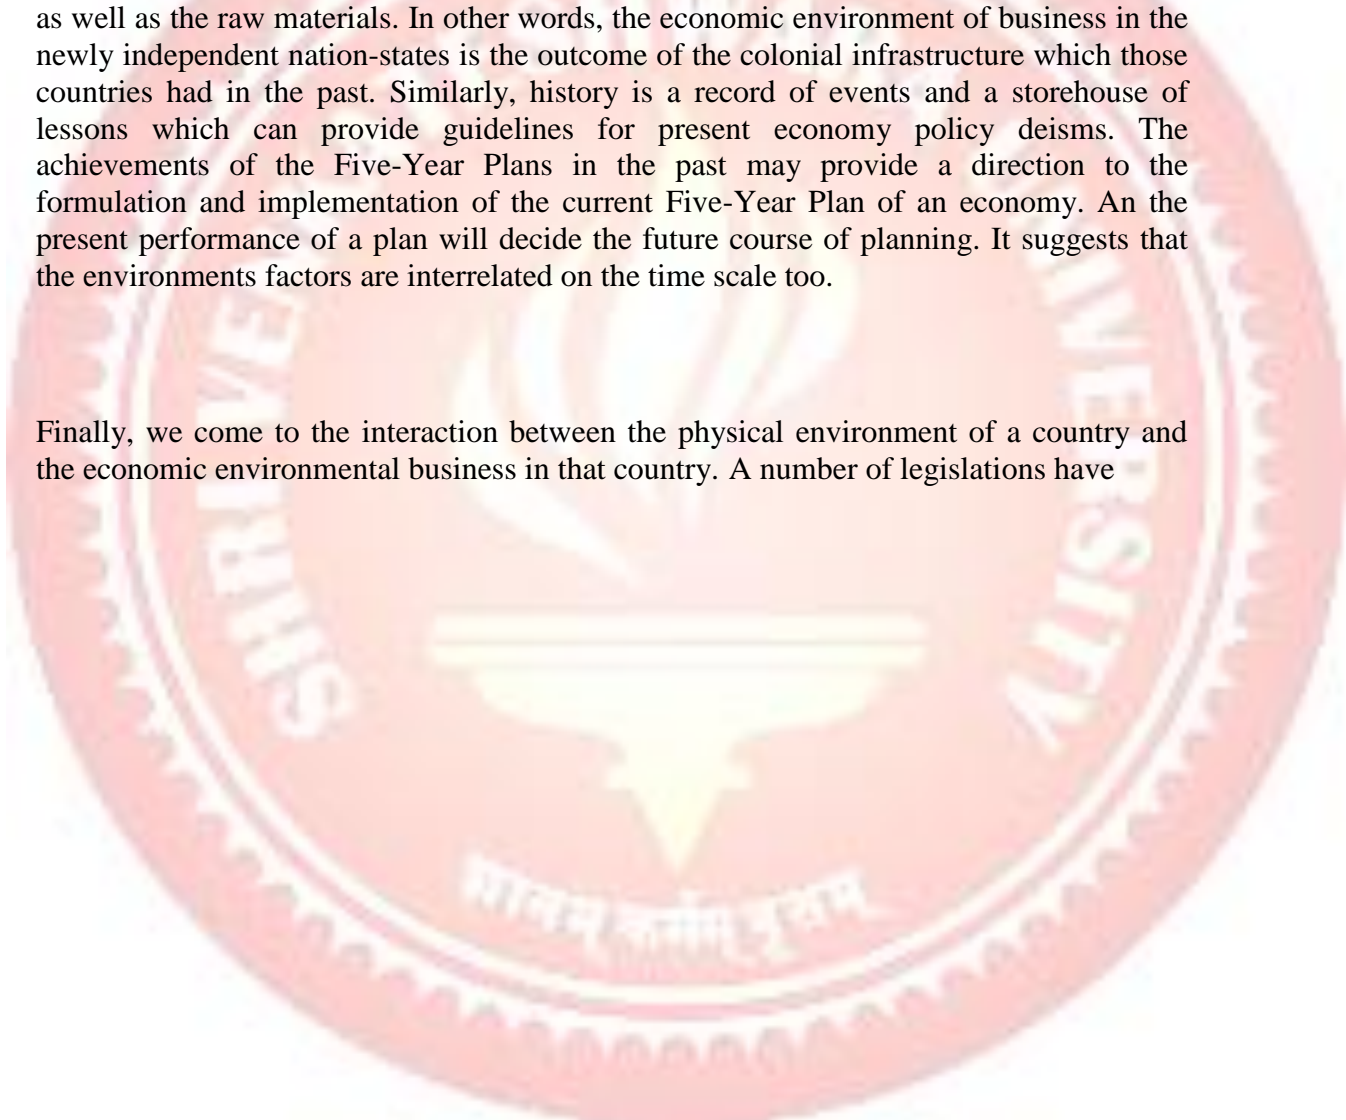 as well as the raw materials. In other words, the economic environment of business in the
newly independent nation-states is the outcome of the colonial infrastructure which those
countries had in the past. Similarly, history is a record of events and a storehouse of
lessons which can provide guidelines for present economy policy deisms. The
achievements of the Five-Year Plans in the past may provide a direction to the
formulation and implementation of the current Five-Year Plan of an economy. An the
present performance of a plan will decide the future course of planning. It suggests that
the environments factors are interrelated on the time scale too.
Finally, we come to the interaction between the physical environment of a country and
the economic environmental business in that country. A number of legislations have
SHRI
UNIVERSITY